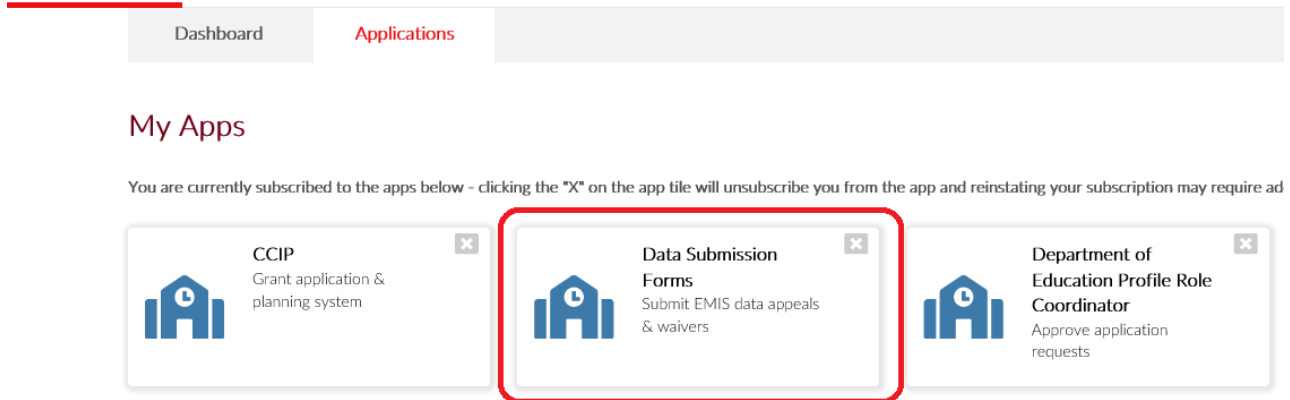 Dashboard
Applications
My Apps
You are currently subscribed to the apps below - clicking the "X" on the app tile will unsubscribe you from the app and reinstating your subscription may require ad
CCIP
Grant application &
planning system
Data Submission
Forms
Submit EMIS data appeals
& waivers
Department of
Education Profile Role
Coordinator
Approve application
requests